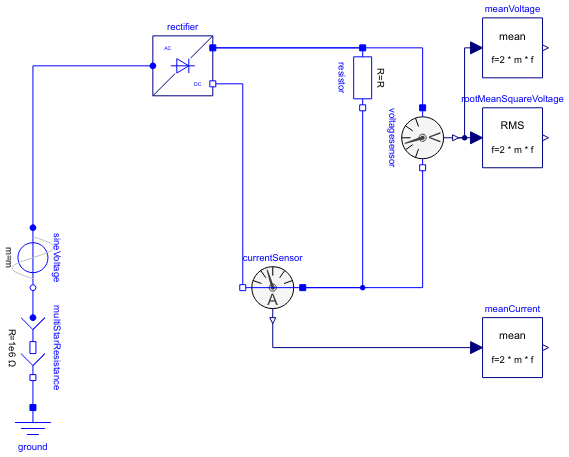 meanVoltage
rectifier
mean
f=2 * m * f
AC
DC
R=R
resistor
rootMeanSquareVoltage
RMS
f=2 * m * f
voltagesensor
V
sineVoltage
m=m
currentSensor
A
meanCurrent
mean
f=2 * m * f
multiStarResistance
R=1e6 Ω
ground